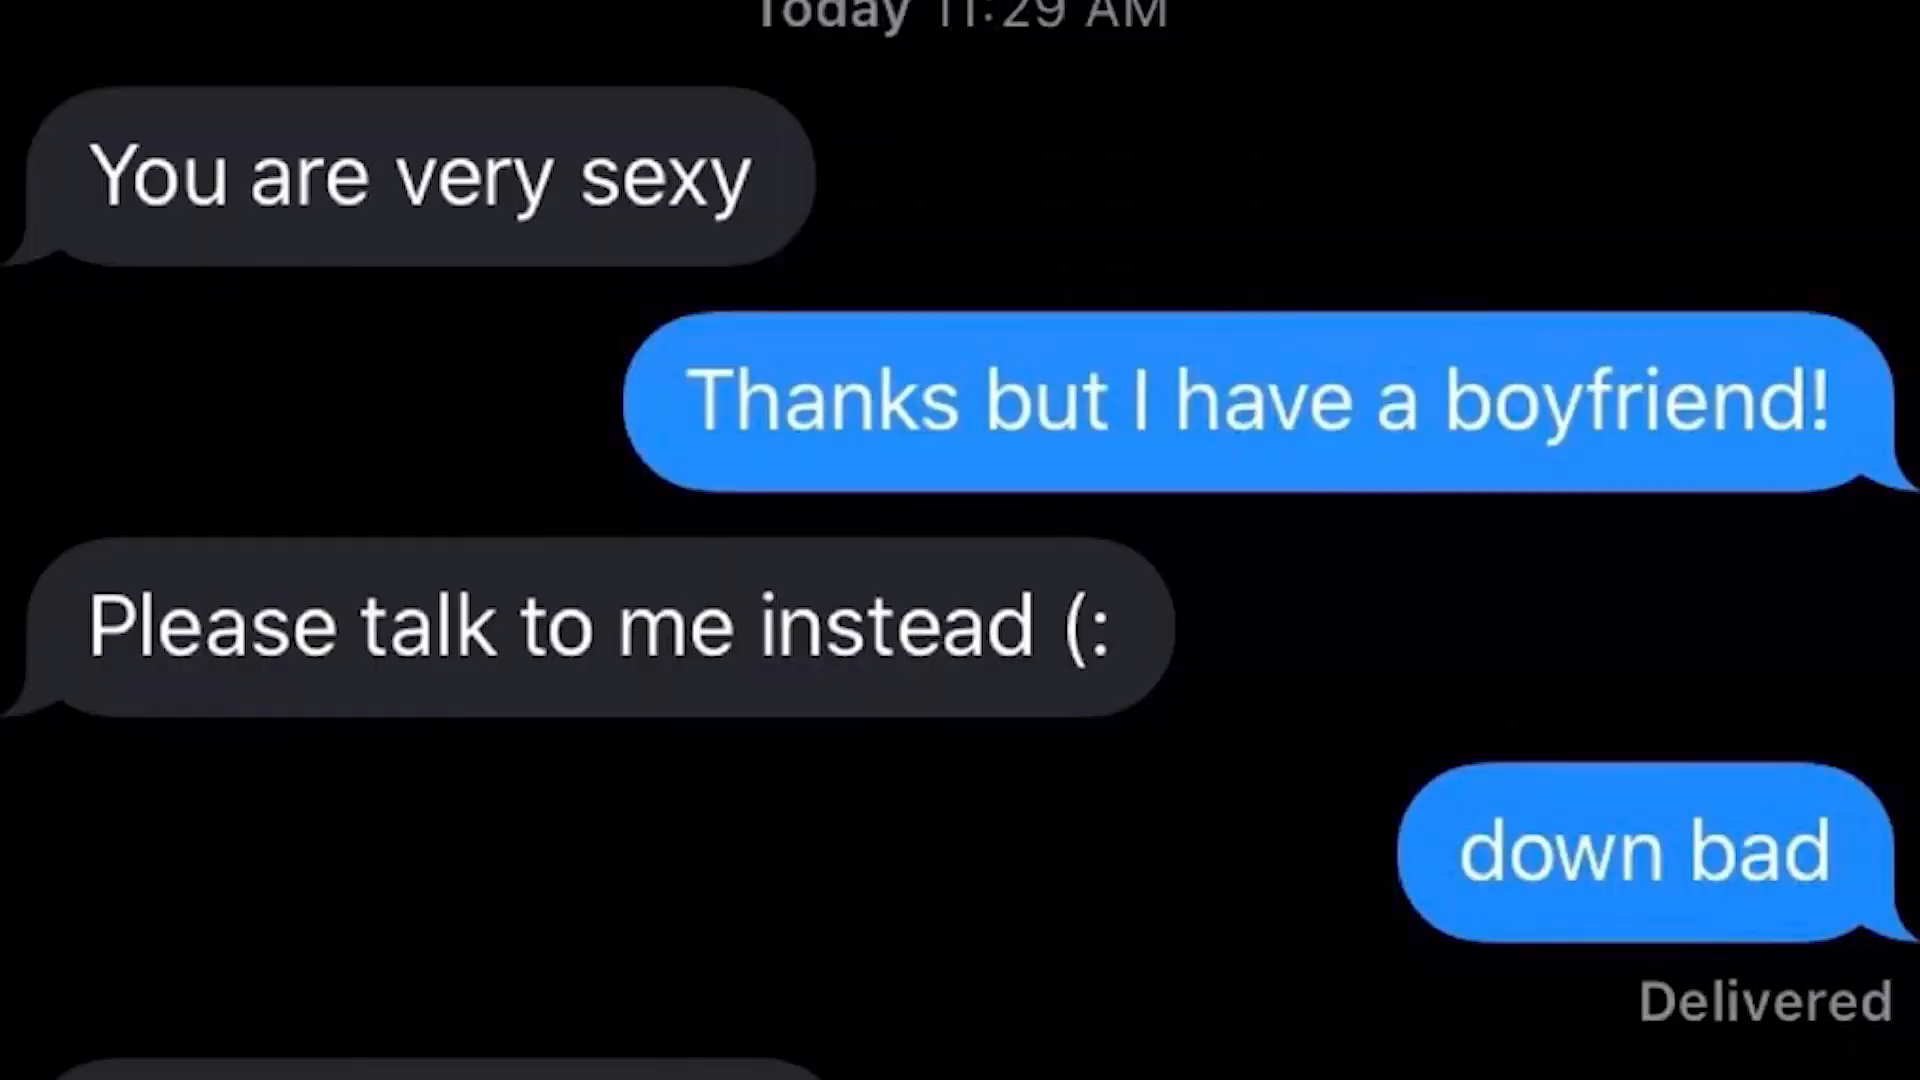 Today 11:29 AM
You are very sexy
Thanks but I have a boyfriend!
Please talk to me instead (:
down bad
Delivered